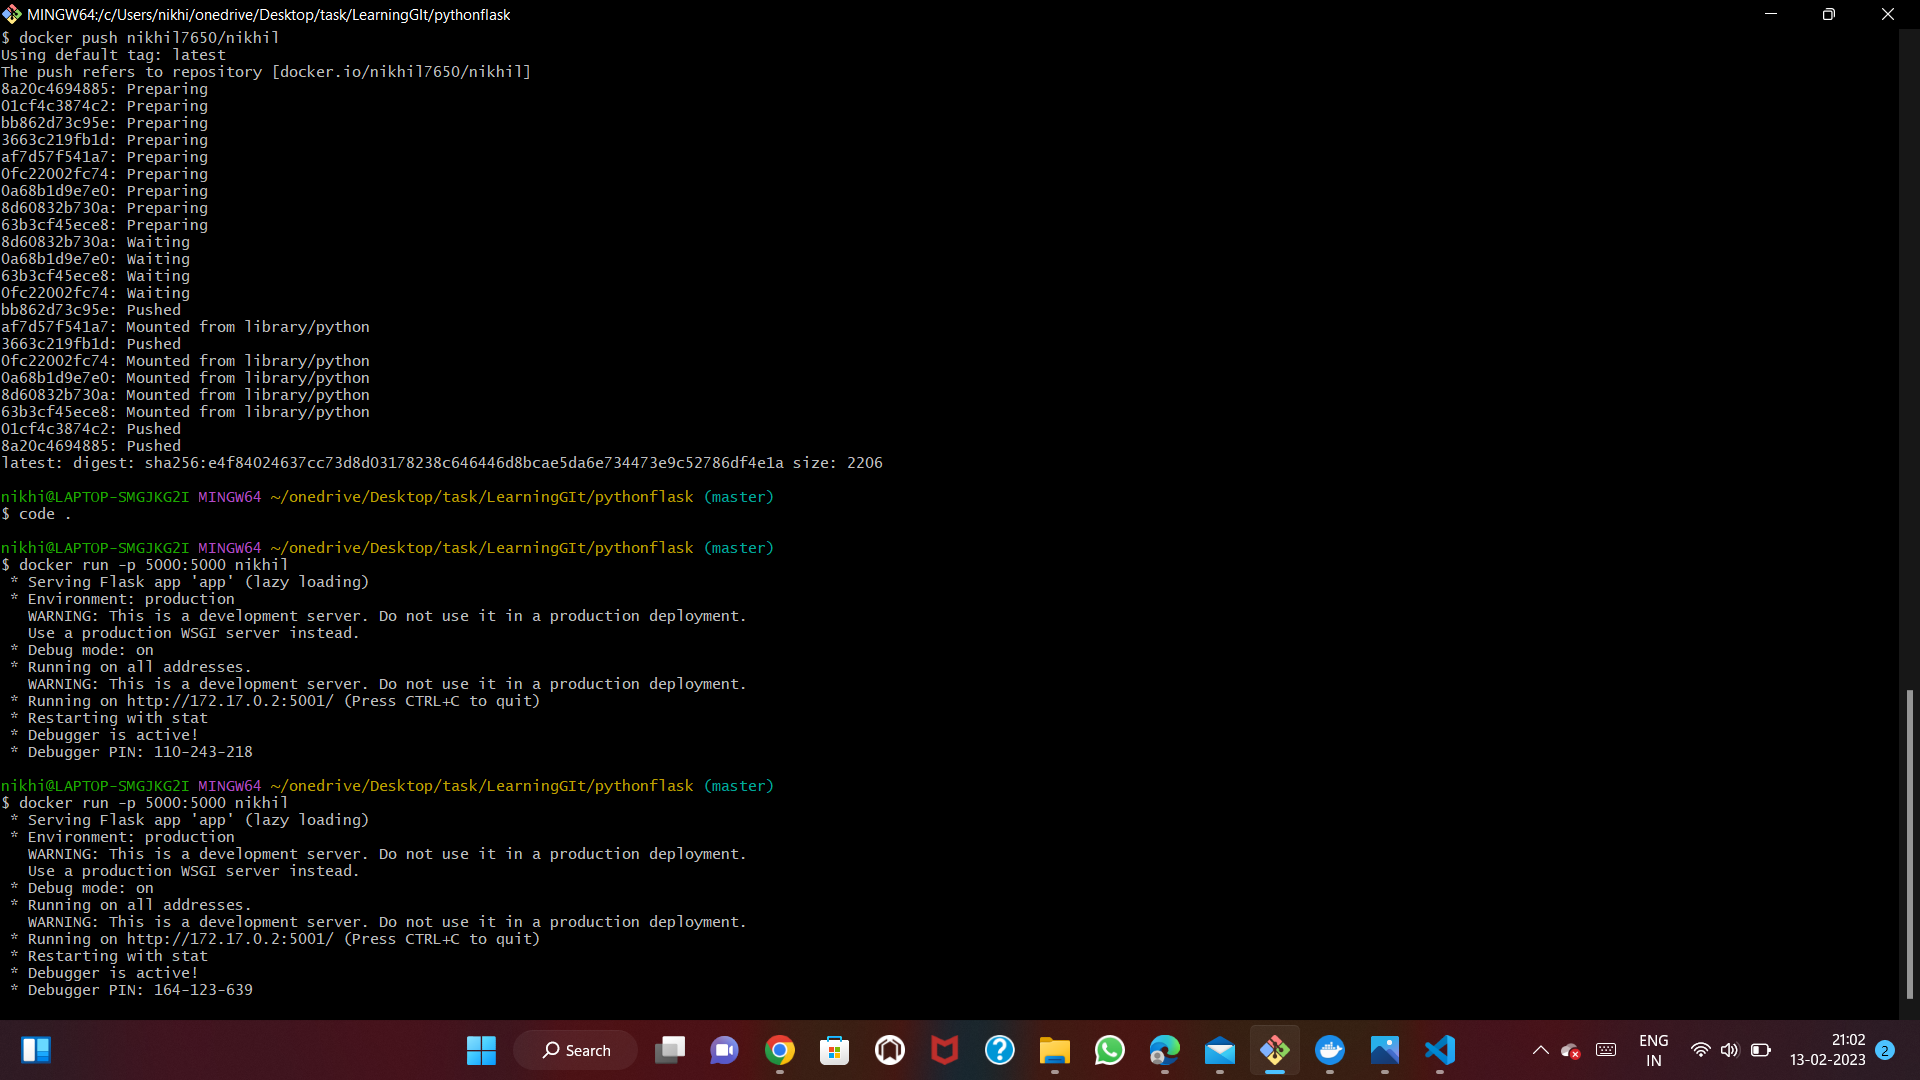 MINGW64:/c/Users/nikhi/onedrive/Desktop/task/LearningGIt/pythonflask
$ docker push nikhil7650/nikhil
Using default tag: latest
The push refers to repository [docker.io/nikhil7650/nikhil]
8a20c4694885: Preparing
01cf4c3874c2: Preparing
bb862d73c95e: Preparing
3663c219fb1d: Preparing
af7d57f541a7: Preparing
0fc22002fc74: Preparing
0a68b1d9e7e0: Preparing
8d60832b730a: Preparing
63b3cf45ece8: Preparing
8d60832b730a: Waiting
0a68b1d9e7e0: Waiting
63b3cf45ece8: Waiting
0fc22002fc74: Waiting
bb862d73c95e: Pushed
af7d57f541a7: Mounted from library/python
3663c219fb1d: Pushed
0fc22002fc74: Mounted from library/python
0a68b1d9e7e0: Mounted from library/python
8d60832b730a: Mounted from library/python
63b3cf45ece8: Mounted from library/python
01cf4c3874c2: Pushed
8a20c4694885: Pushed
latest: digest: sha256:e4f84024637cc73d8d03178238c646446d8bcae5da6e734473e9c52786df4e1a size: 2206
nikhi@LAPTOP-SMGJKG2I MINGW64 ~/onedrive/Desktop/task/LearningGIt/pythonflask (master)
$ code .
nikhi@LAPTOP-SMGJKG2I MINGW64 ~/onedrive/Desktop/task/LearningGIt/pythonflask (master)
$ docker run -p 5000:5000 nikhil
* Serving Flask app 'app' (lazy loading)
* Environment: production
WARNING: This is a development server. Do not use it in a production deployment.
Use a production WSGI server instead.
* Debug mode: on
* Running on all addresses.
WARNING: This is a development server. Do not use it in a production deployment.
* Running on http://172.17.0.2:5001/ (Press CTRL+C to quit)
* Restarting with stat
* Debugger is active!
* Debugger PIN: 110-243-218
nikhi@LAPTOP-SMGJKG2I MINGW64 ~/onedrive/Desktop/task/LearningGIt/pythonflask (master)
$ docker run -p 5000:5000 nikhil
* Serving Flask app 'app' (lazy loading)
* Environment: production
WARNING: This is a development server. Do not use it in a production deployment.
Use a production WSGI server instead.
* Debug mode: on
* Running on all addresses.
WARNING: This is a development server. Do not use it in a production deployment.
* Running on http://172.17.0.2:5001/ (Press CTRL+C to quit)
* Restarting with stat
* Debugger is active!
* Debugger PIN: 164-123-639
Search
ENG
IN
21:02
13-02-2023
2